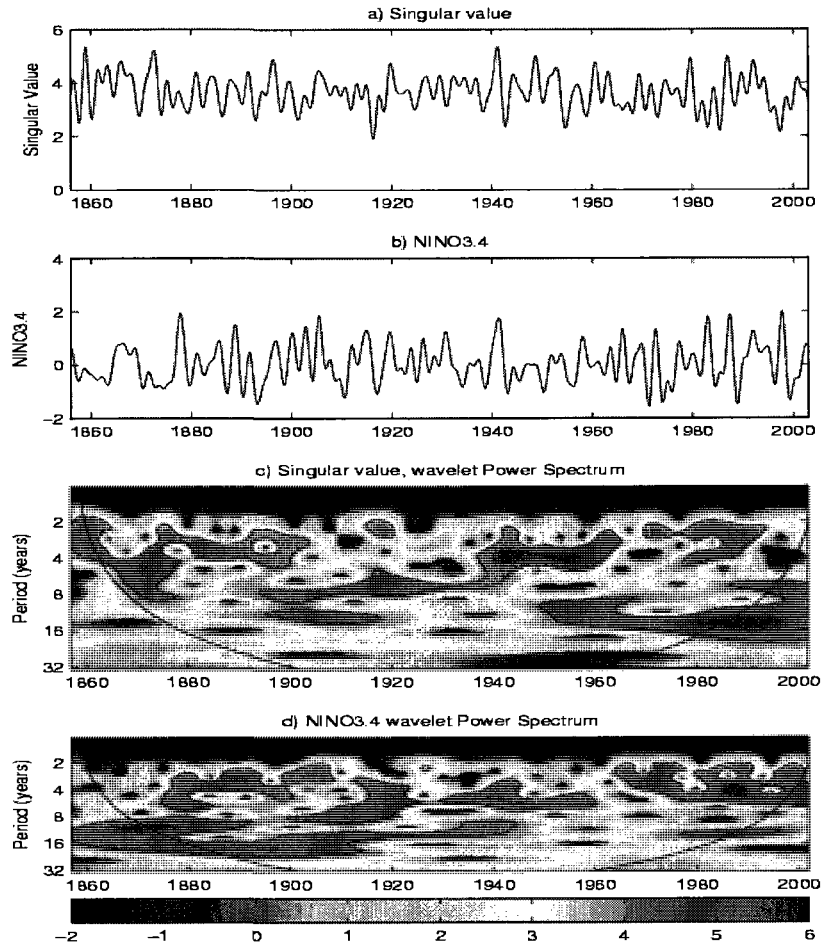 a) Singular value
6
4
2
0
Singular Value
1860 1880 1900 1920 1940 1960 1980 2000
b) NINO3.4
4
2
0
−2
NINO3.4
1860 1880 1900 1920 1940 1960 1980 2000
c) Singular value, wavelet Power Spectrum
2
4
8
16
32
Period (years)
1860 1880 1900 1920 1940 1960 1980 2000
d) NINO3.4 wavelet Power Spectrum
2
4
8
16
32
Period (years)
1860 1880 1900 1920 1940 1960 1980 2000
−2 −1 0 1 2 3 4 5 6